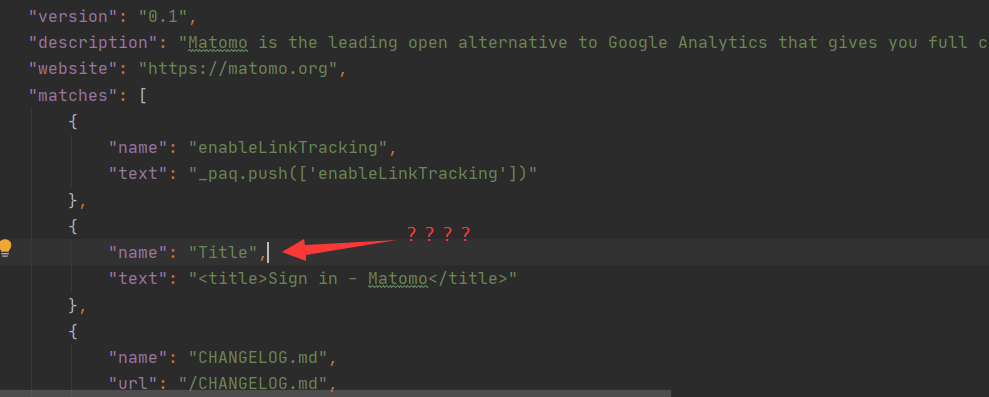 "version": "0.1",
"description": "Matomo is the leading open alternative to Google Analytics that gives you full c
"website": "https://matomo.org",
"matches": [
{
"name": "enableLinkTracking",
"text": "_paq.push(['enableLinkTracking'])"
},
{
"name": "Title", ????
"text": "<title>Sign in - Matomo</title>"
},
{
"name": "CHANGELOG.md",
"url": "/CHANGELOG.md",